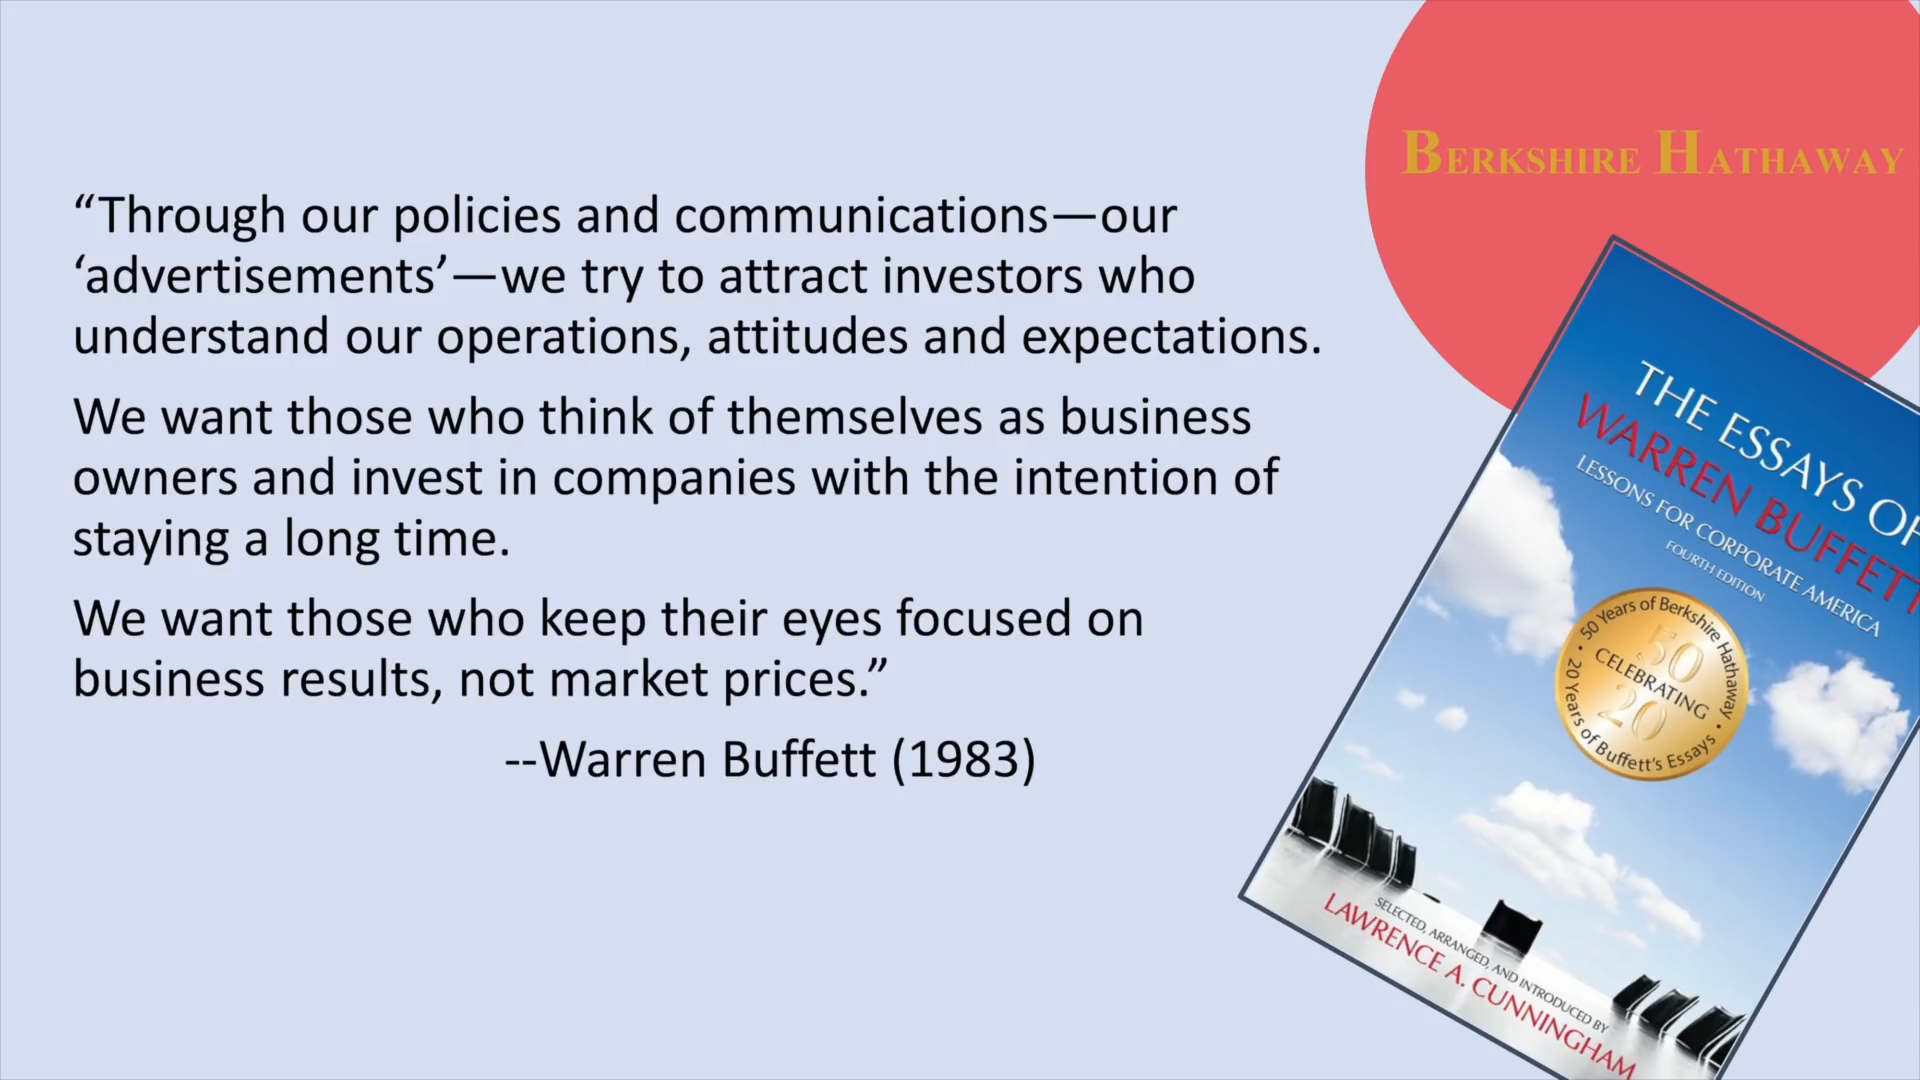 “Through our policies and communications—our
‘advertisements’—we try to attract investors who
understand our operations, attitudes and expectations.
We want those who think of themselves as business
owners and invest in companies with the intention of
staying a long time.
We want those who keep their eyes focused on
business results, not market prices.”
--Warren Buffett (1983)
BERKSHIRE HATHAWAY
THE ESSAYS OF
WARREN BUFFETT
LESSONS FOR CORPORATE AMERICA
FOURTH EDITION
50 Years of Berkshire Hathaway
50
CELEBRATING
20
20 Years of Buffett’s Essays
SELECTED, ARRANGED, AND INTRODUCED BY
LAWRENCE A. CUNNINGHAM